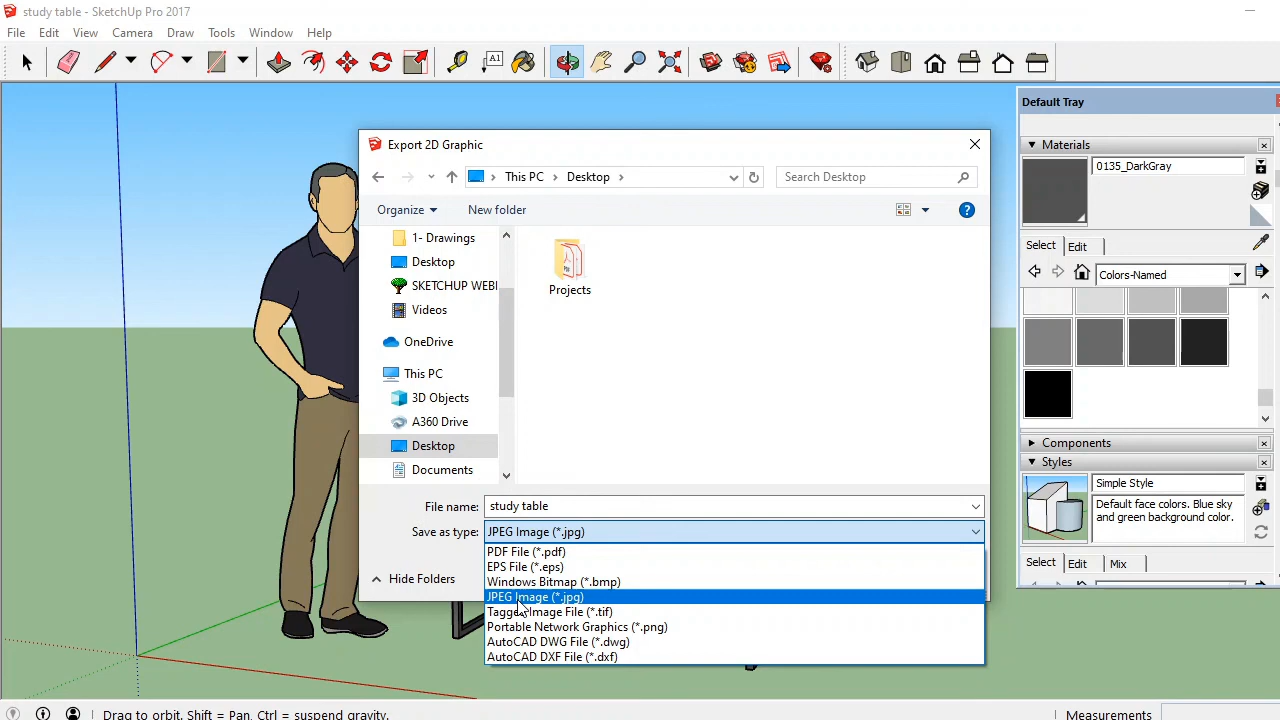 study table - SketchUp Pro 2017
File Edit View Camera Draw Tools Window Help
A1
Default Tray
Export 2D Graphic
Materials
This PC Desktop
Search Desktop
0135_DarkGray
Organize
New folder
1- Drawings
Desktop
SKETCHUP WEBI
Videos
OneDrive
This PC
3D Objects
A360 Drive
Desktop
Documents
PDF
Projects
Select Edit
Colors-Named
Components
Styles
Simple Style
Default face colors. Blue sky
and green background color.
Select Edit Mix
File name: study table
Save as type: JPEG Image (*.jpg)
PDF File (*.pdf)
EPS File (*.eps)
Hide Folders
Windows Bitmap (*.bmp)
JPEG Image (*.jpg)
Tagged Image File (*.tif)
Portable Network Graphics (*.png)
AutoCAD DWG File (*.dwg)
AutoCAD DXF File (*.dxf)
Drag to orbit. Shift = Pan, Ctrl = suspend gravity.
Measurements